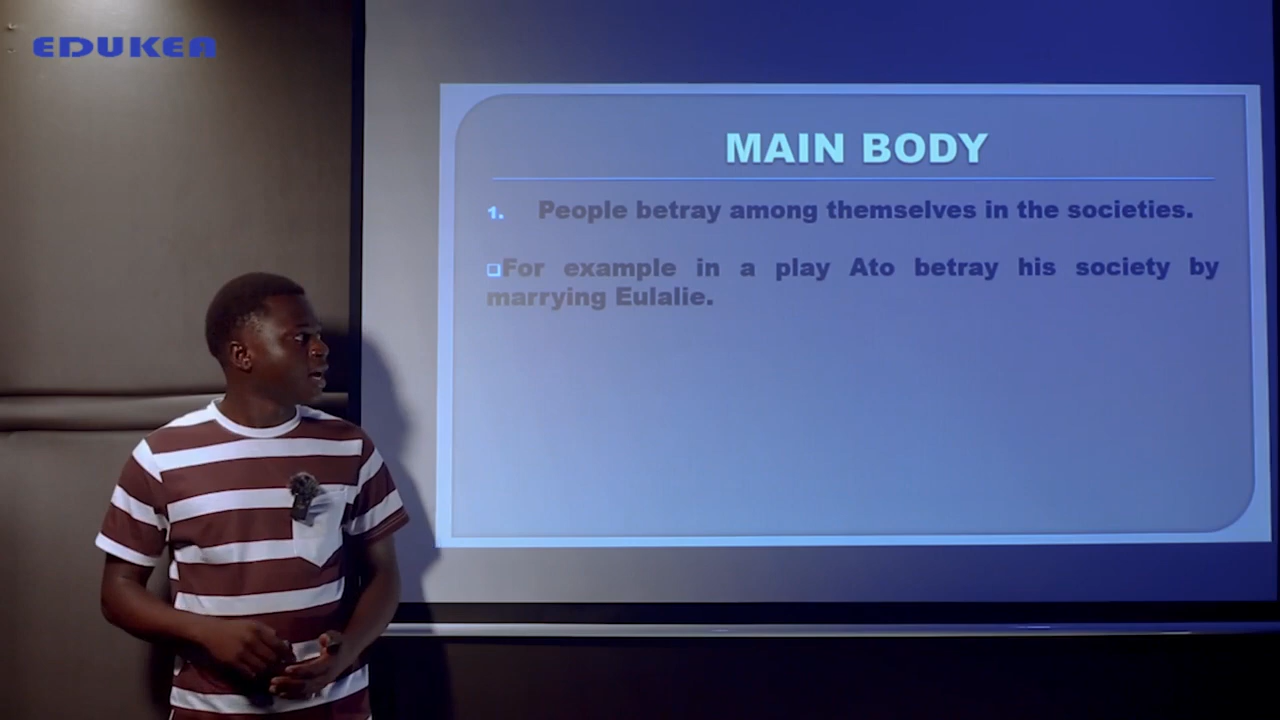 EDUKEA
MAIN BODY
1. People betray among themselves in the societies.
❑For example in a play Ato betray his society by
marrying Eulalie.